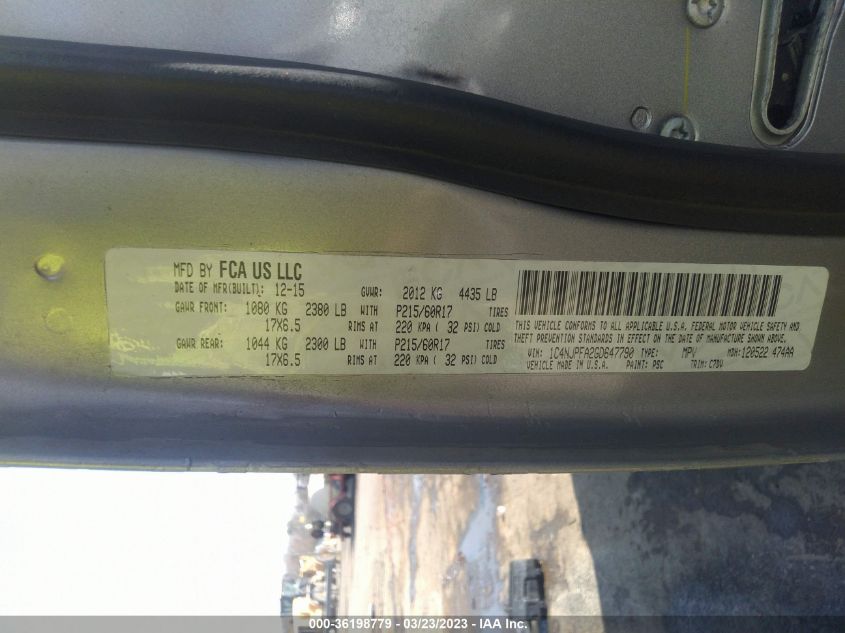 MFD BY FCA US LLC
DATE OF MFR(BUILT): 12-15 GVWR: 2012 KG 4435 LB
GAWR FRONT: 1080 KG 2380 LB WITH P215/60R17 TIRES
17X6.5 RIMS AT 220 KPA ( 32 PSI) COLD
GAWR REAR: 1044 KG 2300 LB WITH P215/60R17 TIRES
17X6.5 RIMS AT 220 KPA ( 32 PSI) COLD
THIS VEHICLE CONFORMS TO ALL APPLICABLE U.S.A. FEDERAL MOTOR VEHICLE SAFETY AND
THEFT PREVENTION STANDARDS IN EFFECT ON THE DATE OF MANUFACTURE SHOWN ABOVE.
VIN: 1C4NJPFA2GD647790 TYPE: MPV MDH: 120522 474AA
VEHICLE MADE IN U.S.A. PAINT: PSC TRIM: C7DV
000-36198779 - 03/23/2023 - IAA Inc.